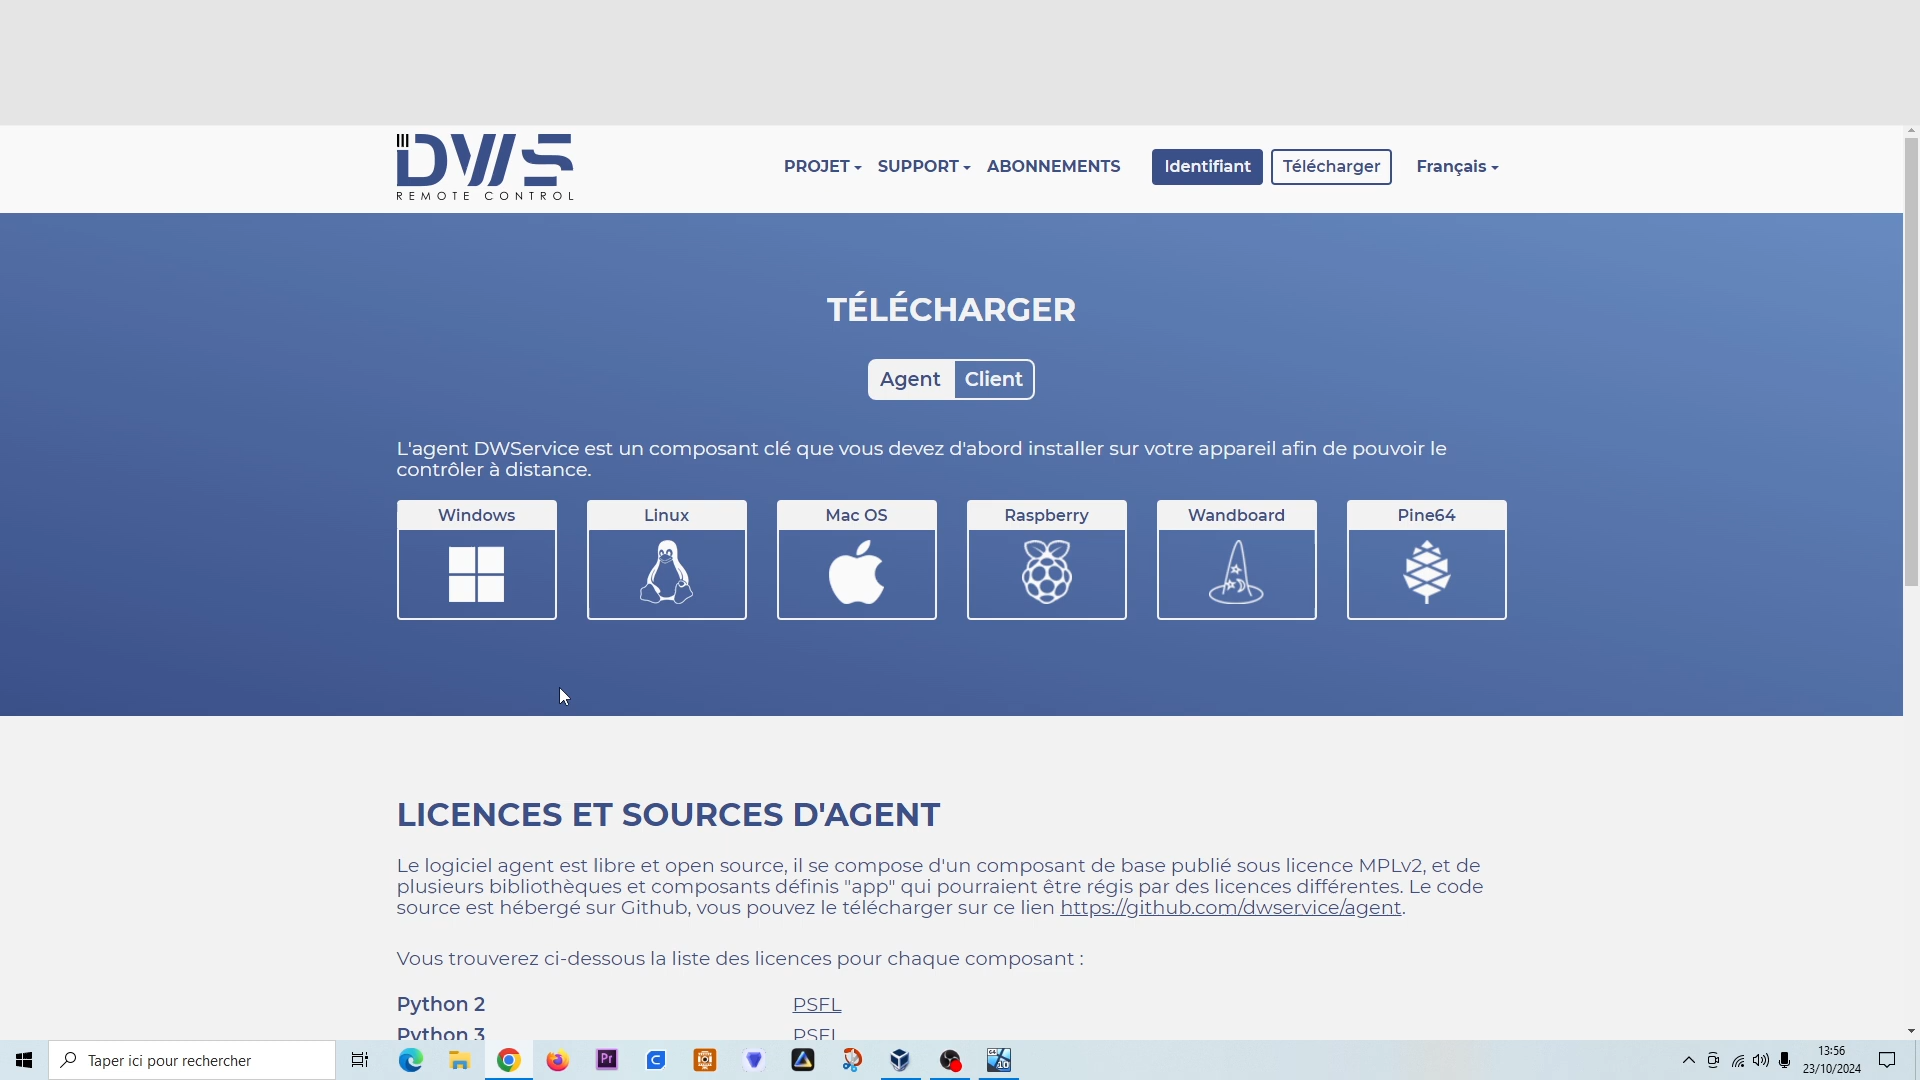 DWS
REMOTE CONTROL
PROJET SUPPORT ABONNEMENTS Identifiant Télécharger Français
TÉLÉCHARGER
Agent Client
L'agent DWService est un composant clé que vous devez d'abord installer sur votre appareil afin de pouvoir le
contrôler à distance.
Windows Linux Mac OS Raspberry Wandboard Pine64
LICENCES ET SOURCES D'AGENT
Le logiciel agent est libre et open source, il se compose d'un composant de base publié sous licence MPLv2, et de
plusieurs bibliothèques et composants définis "app" qui pourraient être régis par des licences différentes. Le code
source est hébergé sur Github, vous pouvez le télécharger sur ce lien https://github.com/dwservice/agent.
Vous trouverez ci-dessous la liste des licences pour chaque composant :
Python 2 PSFL
Python 3 PSFL
Taper ici pour rechercher
Pr
13:56
23/10/2024